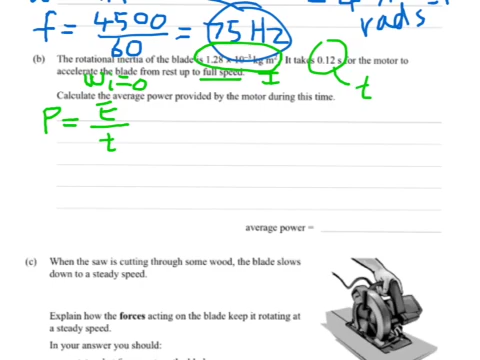 rads
f = 4500/60 = 75 Hz
(b) The rotational inertia of the blade is 1.28 × 10⁻³ kg m². It takes 0.12 s for the motor to
accelerate the blade from rest up to full speed. I
ω₁=0 t
Calculate the average power provided by the motor during this time.
P = E/t
average power =
(c) When the saw is cutting through some wood, the blade slows
down to a steady speed.
Explain how the forces acting on the blade keep it rotating at
a steady speed.
In your answer you should: